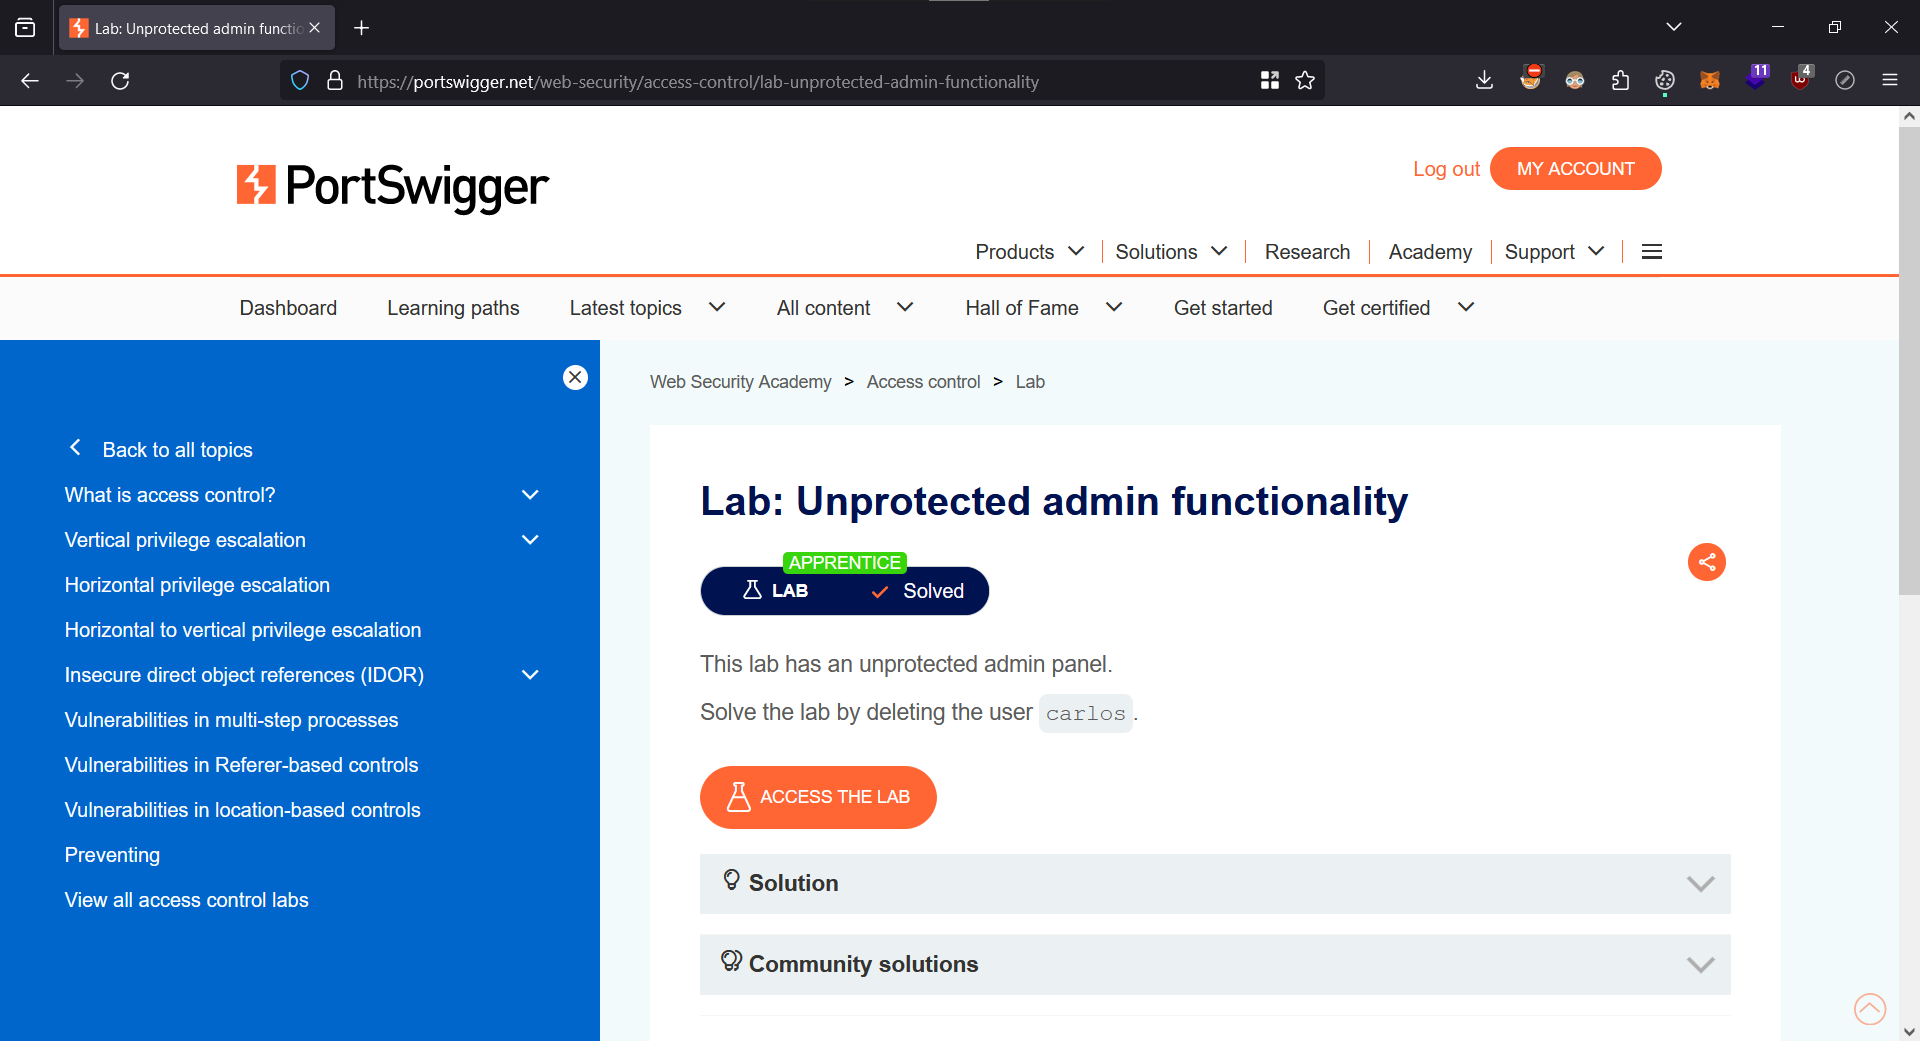 Lab: Unprotected admin functio
https://portswigger.net/web-security/access-control/lab-unprotected-admin-functionality
11
4
PortSwigger
Log out
MY ACCOUNT
Products
Solutions
Research
Academy
Support
Dashboard
Learning paths
Latest topics
All content
Hall of Fame
Get started
Get certified
Back to all topics
What is access control?
Vertical privilege escalation
Horizontal privilege escalation
Horizontal to vertical privilege escalation
Insecure direct object references (IDOR)
Vulnerabilities in multi-step processes
Vulnerabilities in Referer-based controls
Vulnerabilities in location-based controls
Preventing
View all access control labs
Web Security Academy > Access control > Lab
Lab: Unprotected admin functionality
APPRENTICE
LAB
Solved
This lab has an unprotected admin panel.
Solve the lab by deleting the user carlos.
ACCESS THE LAB
Solution
Community solutions